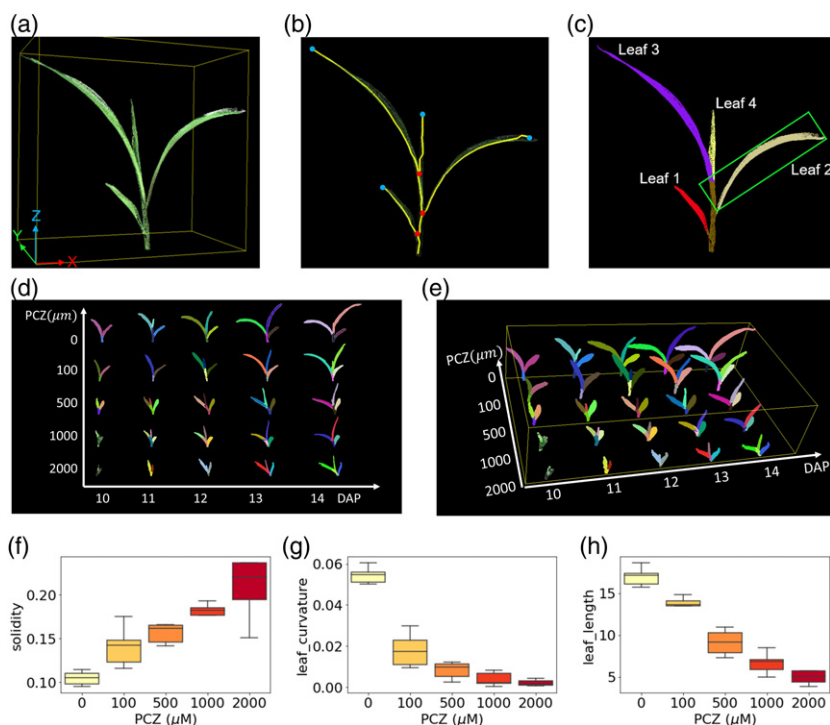 (a)
Z
Y
X
(b)
(c)
Leaf 3
Leaf 4
Leaf 1
Leaf 2
(d)
PCZ(μm)
0
100
500
1000
2000
10 11 12 13 14 DAP
(e)
PCZ(μm)
0
100
500
1000
2000
10 11 12 13 14 DAP
(f)
solidity
0.20
0.15
0.10
0 100 500 1000 2000
PCZ (μM)
(g)
leaf_curvature
0.06
0.04
0.02
0.00
0 100 500 1000 2000
PCZ (μM)
(h)
leaf_length
15
10
5
0 100 500 1000 2000
PCZ (μM)